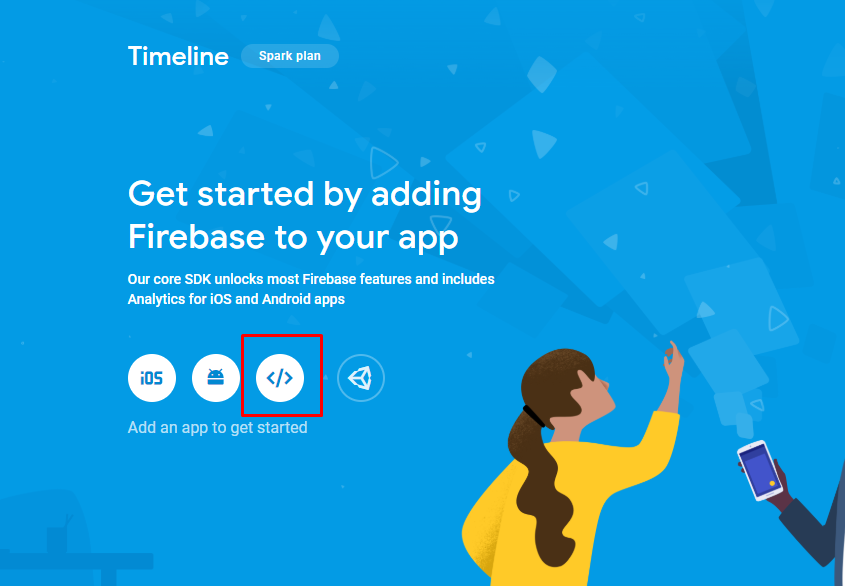 Timeline
Spark plan
Get started by adding
Firebase to your app
Our core SDK unlocks most Firebase features and includes
Analytics for iOS and Android apps
iOS
</>
Add an app to get started